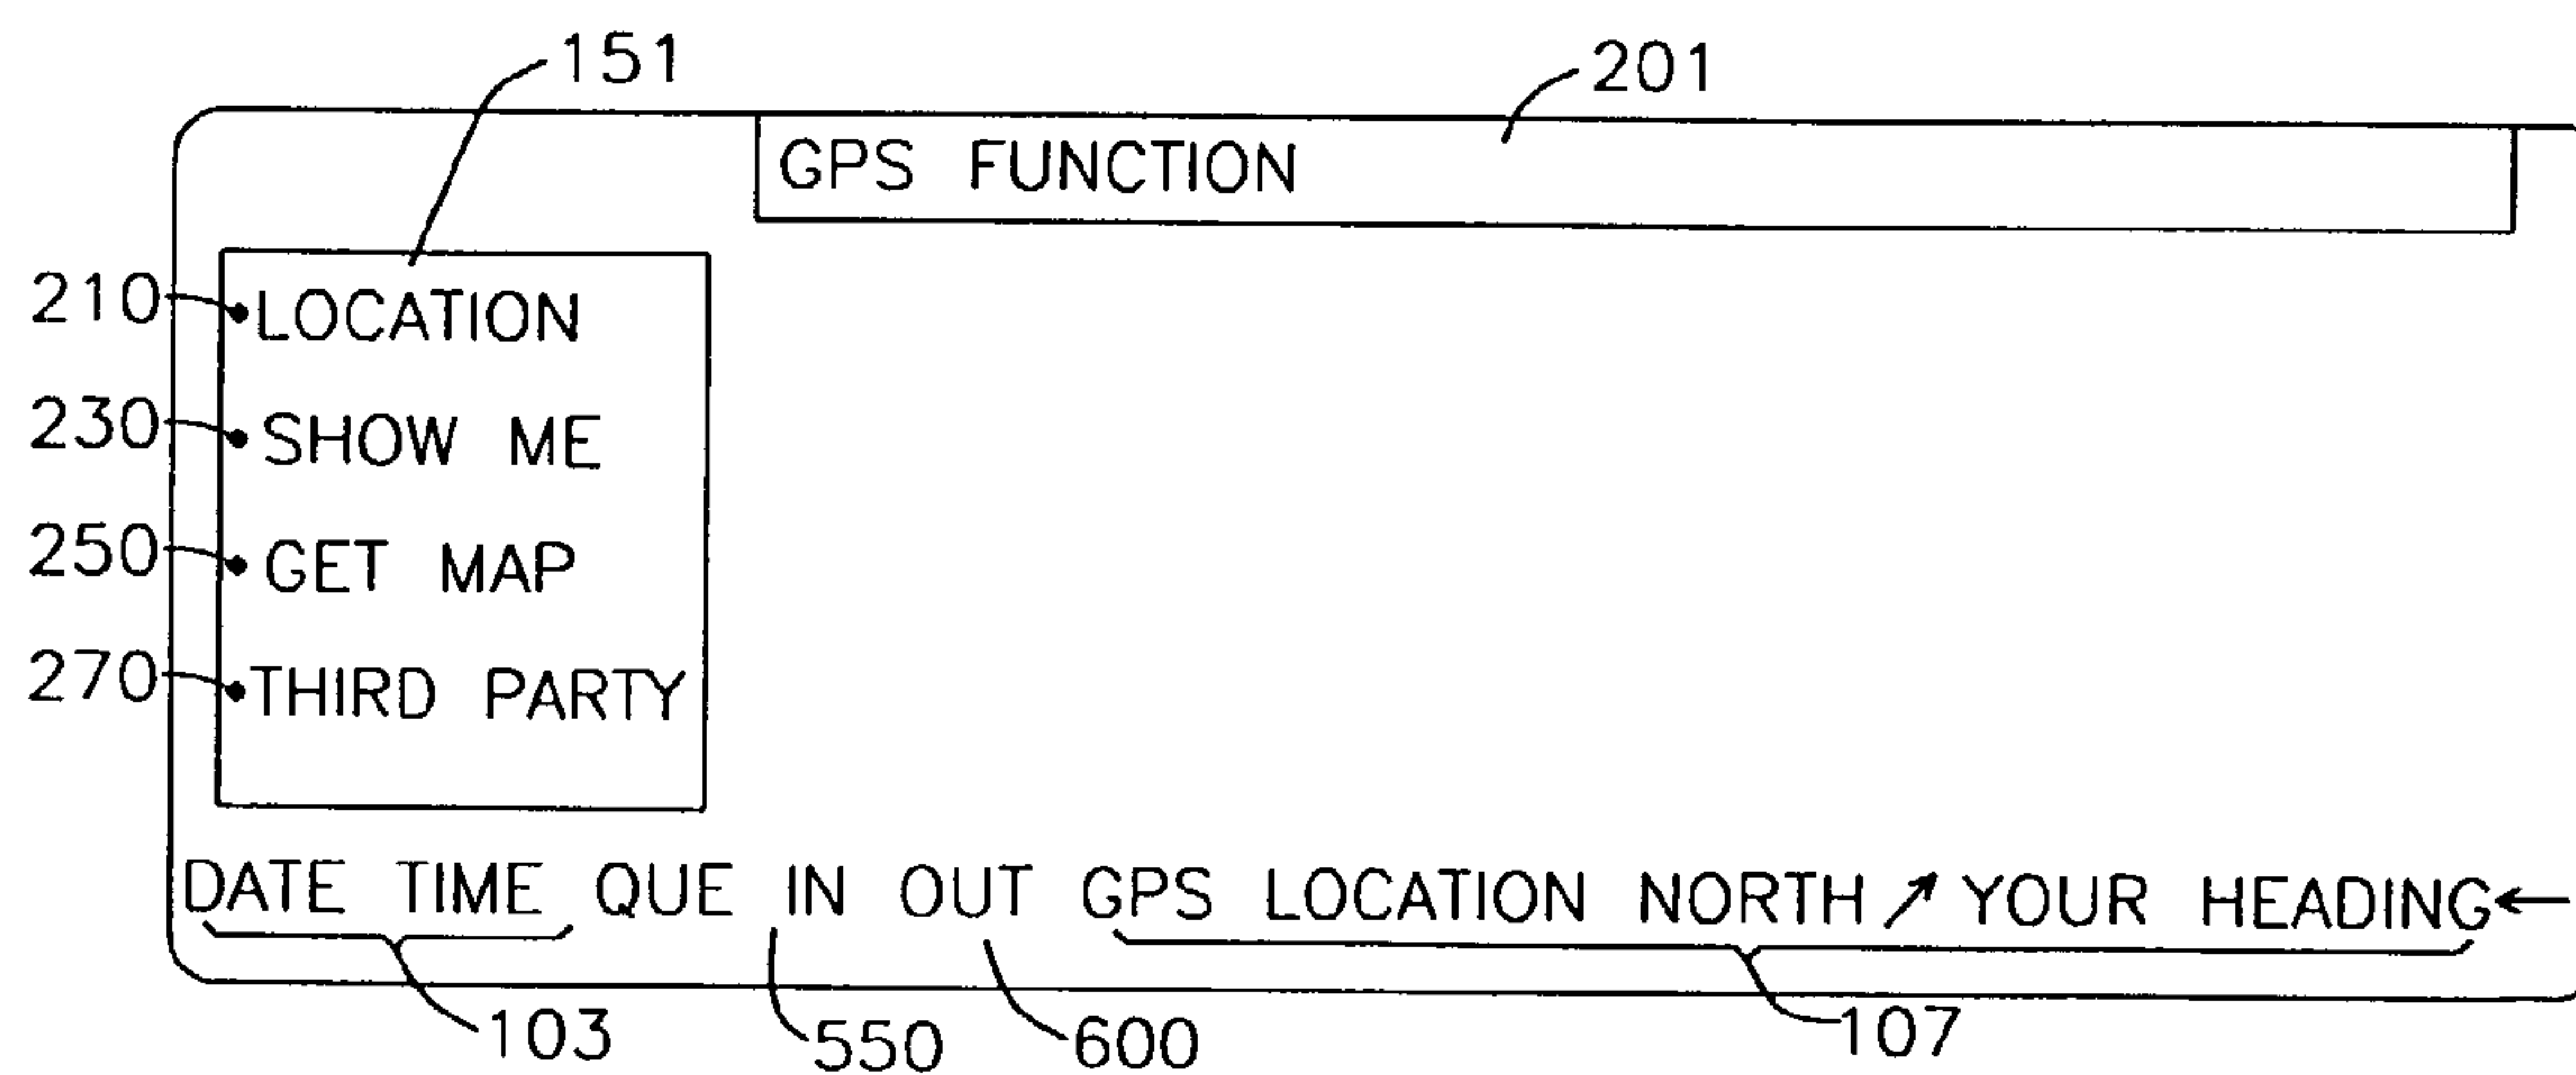 151
201
GPS FUNCTION
210 LOCATION
230 SHOW ME
250 GET MAP
270 THIRD PARTY
DATE TIME QUE IN OUT GPS LOCATION NORTH ↗ YOUR HEADING ←
103 550 600 107